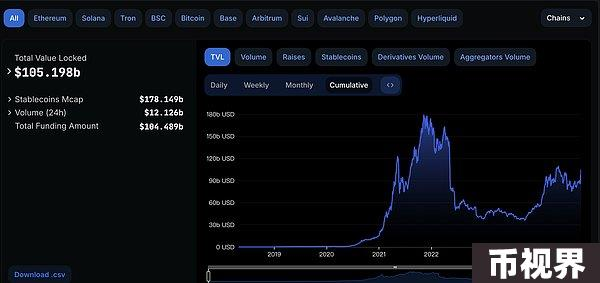 All Ethereum Solana Tron BSC Bitcoin Base Arbitrum Sui Avalanche Polygon Hyperliquid Chains
Total Value Locked
$105.198b
Stablecoins Mcap $178.149b
Volume (24h) $12.126b
Total Funding Amount $104.489b
Download .csv
TVL Volume Raises Stablecoins Derivatives Volume Aggregators Volume
Daily Weekly Monthly Cumulative <>
180b USD
150b USD
120b USD
90b USD
60b USD
30b USD
0 USD
2019 2020 2021 2022
币视界